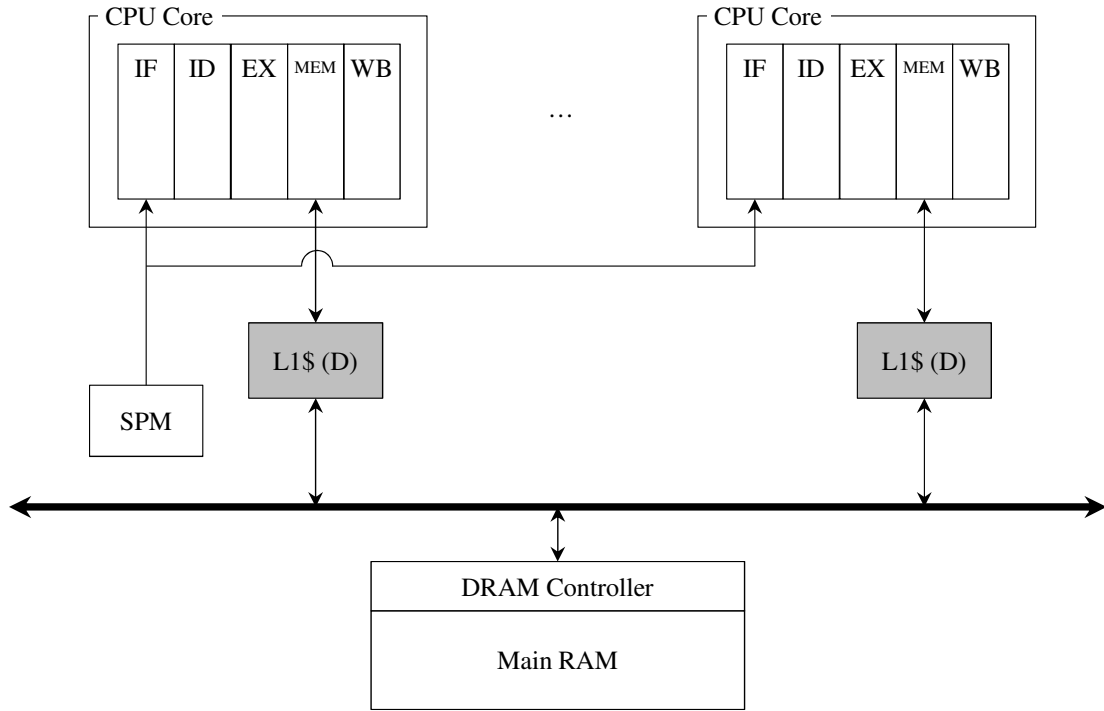 CPU Core
CPU Core
IF ID EX MEM WB
...
IF ID EX MEM WB
L1$ (D)
L1$ (D)
SPM
DRAM Controller
Main RAM